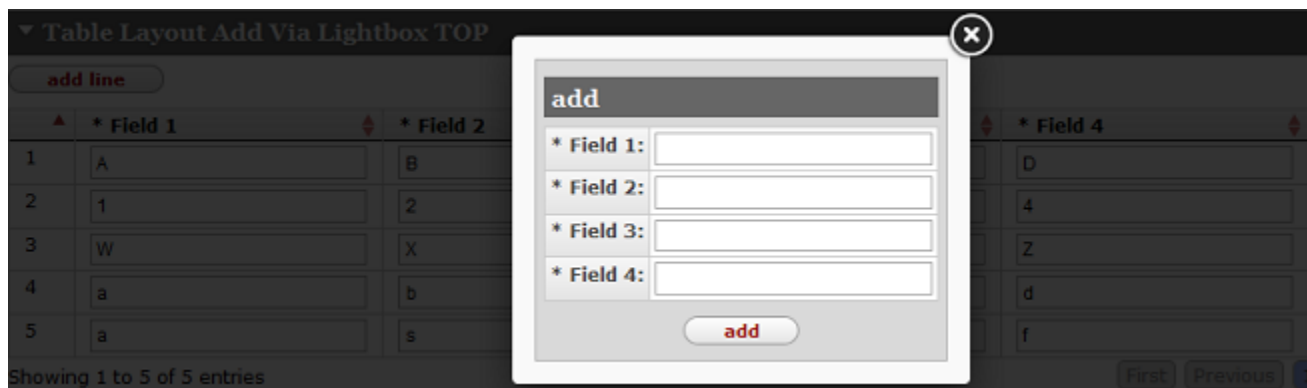 Table Layout Add Via Lightbox TOP
add line
* Field 1 * Field 2 * Field 4
1 A B D
2 1 2 4
3 W X Z
4 a b d
5 a s f
Showing 1 to 5 of 5 entries First Previous
add
* Field 1:
* Field 2:
* Field 3:
* Field 4:
add